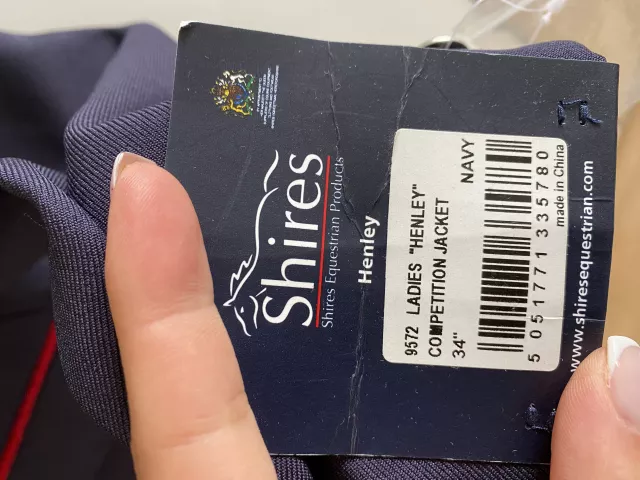 Shires
Shires Equestrian Products
Henley
9572 LADIES "HENLEY"
COMPETITION JACKET
34"
NAVY
5 051771 335780
made in China
www.shiresequestrian.com